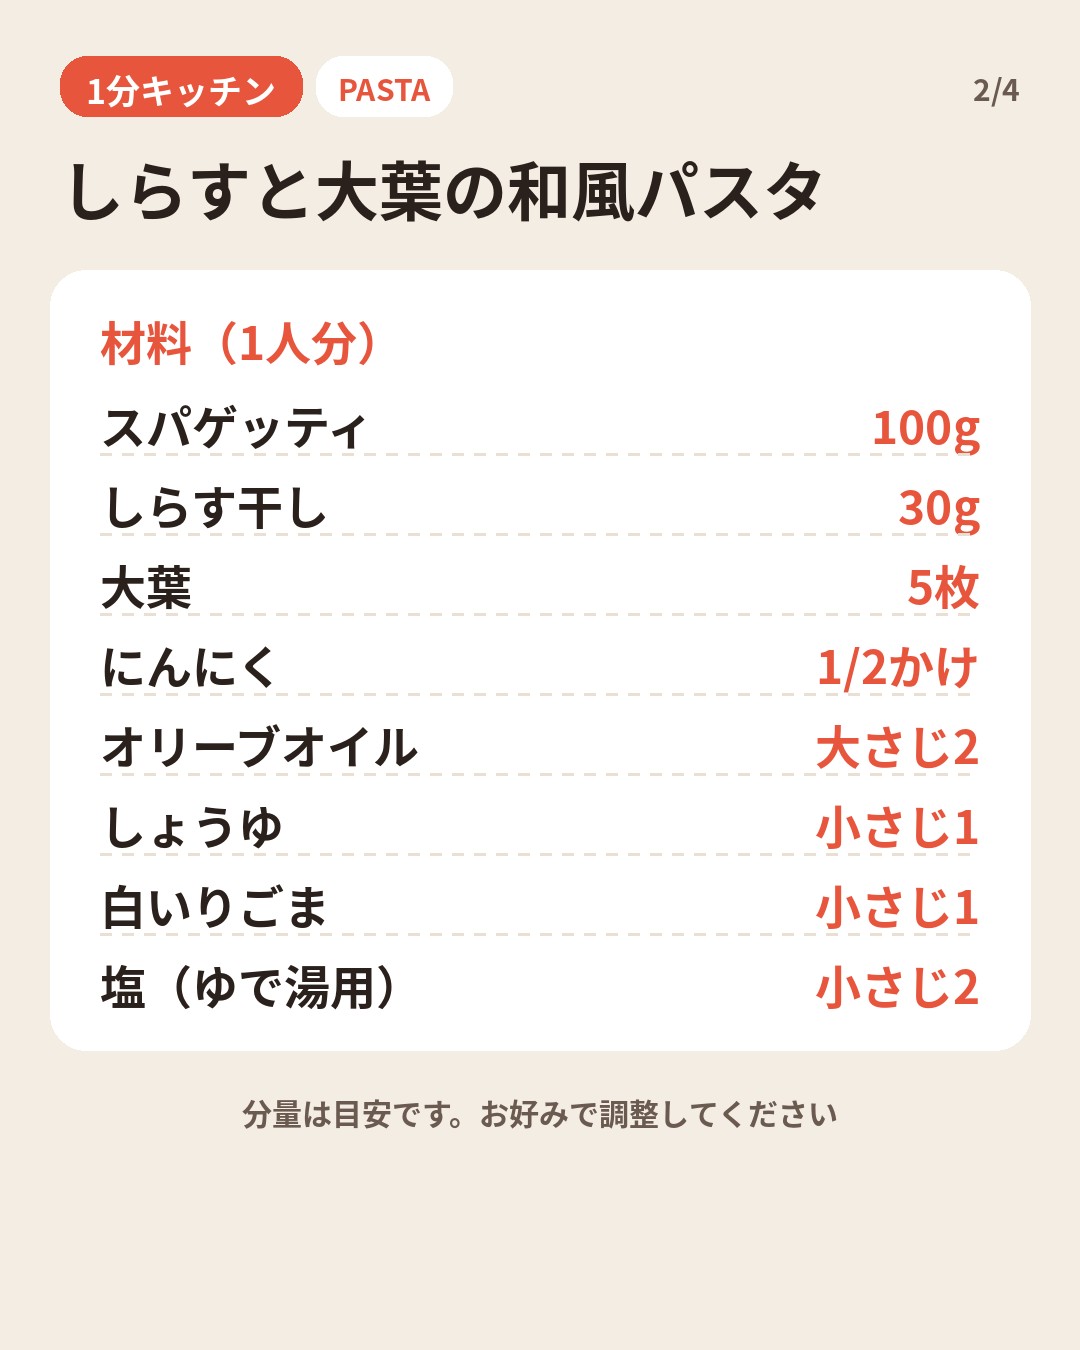 1分キッチン PASTA 2/4
しらすと大葉の和風パスタ
材料（1人分）
スパゲッティ 100g
しらす干し 30g
大葉 5枚
にんにく 1/2かけ
オリーブオイル 大さじ2
しょうゆ 小さじ1
白いりごま 小さじ1
塩（ゆで湯用） 小さじ2
分量は目安です。お好みで調整してください